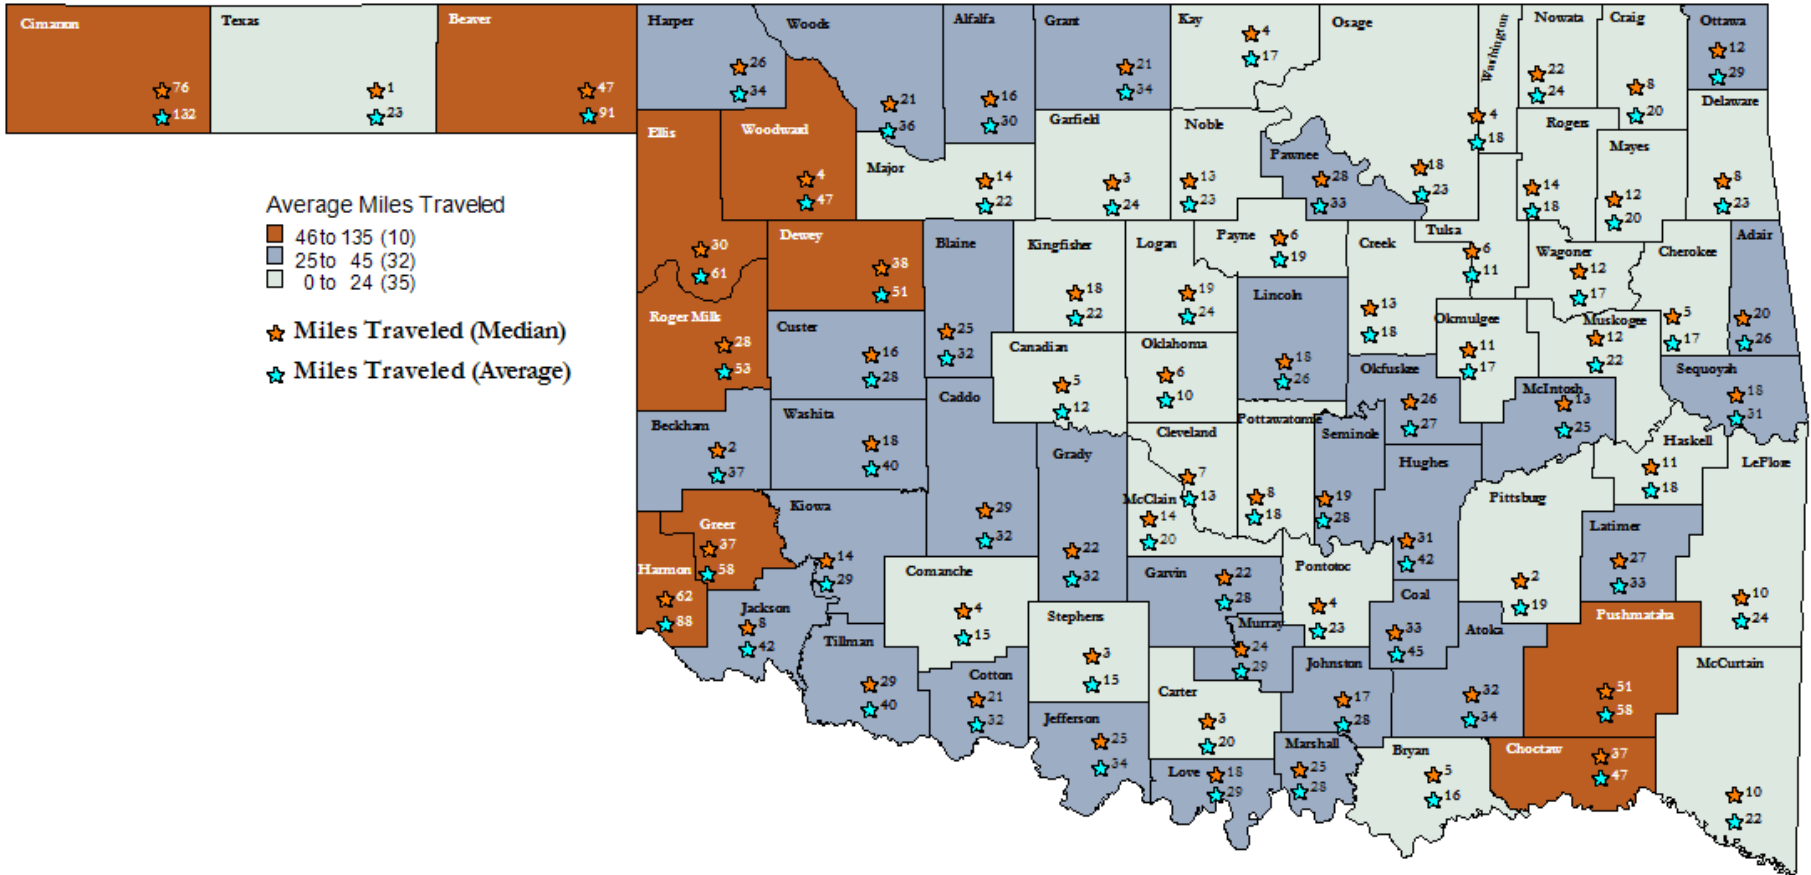 Cimarron
76
132
Texas
1
23
Beaver
47
91
Harper
26
34
Woods
21
36
Alfalfa
16
30
Grant
21
34
Kay
4
17
Osage
18
23
Washington
4
18
Nowata
22
24
Craig
8
20
Ottawa
12
29
Delaware
8
23
Ellis
30
61
Woodward
4
47
Major
14
22
Garfield
3
24
Noble
13
23
Pawnee
28
33
Rogers
14
18
Mayes
12
20
Average Miles Traveled
46 to 135 (10)
25 to 45 (32)
0 to 24 (35)
Miles Traveled (Median)
Miles Traveled (Average)
Dewey
38
51
Blaine
25
32
Kingfisher
18
22
Logan
19
24
Payne
6
19
Creek
13
18
Tulsa
6
11
Wagoner
12
17
Cherokee
5
17
Adair
20
26
Roger Mills
28
53
Custer
16
28
Canadian
5
12
Oklahoma
6
10
Lincoln
18
26
Okmulgee
11
17
Muskogee
12
22
Okfuskee
26
27
McIntosh
13
25
Sequoyah
18
31
Beckham
2
37
Washita
18
40
Caddo
29
32
Grady
22
32
Cleveland
7
13
McClain
14
20
Pottawatomie
8
18
Seminole
19
28
Hughes
31
42
Pittsburg
2
19
Haskell
11
18
LeFlore
10
24
Latimer
27
33
Greer
37
58
Kiowa
14
29
Harmon
62
88
Jackson
8
42
Tillman
29
40
Comanche
4
15
Stephens
3
15
Garvin
22
28
Pontotoc
4
23
Murray
24
29
Coal
33
45
Atoka
32
34
Pushmataha
51
58
McCurtain
10
22
Cotton
21
32
Jefferson
25
34
Carter
3
20
Johnston
17
28
Love
18
29
Marshall
25
28
Bryan
5
16
Choctaw
37
47